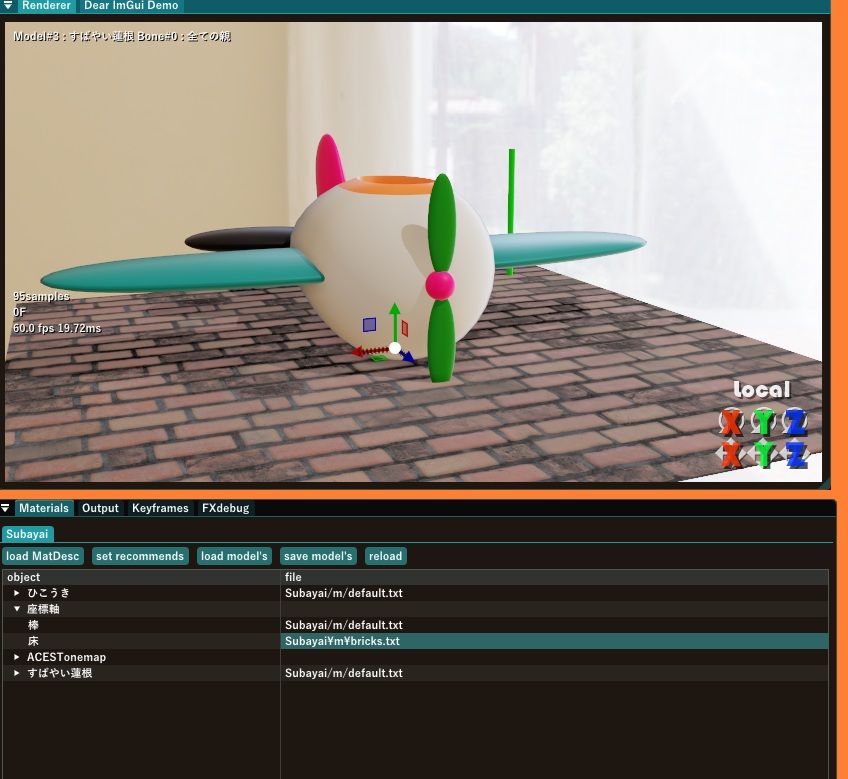 Renderer Dear ImGui Demo
Model#3 : すばやい蓮根 Bone#0 : 全ての親
95samples
0F
60.0 fps 19.72ms
Local
X Y Z
X Y Z
Materials Output Keyframes FXdebug
Subayai
load MatDesc set recommends load model's save model's reload
object file
ひこうき Subayai/m/default.txt
座標軸
棒 Subayai/m/default.txt
床 Subayai¥m¥bricks.txt
ACESTonemap
すばやい蓮根 Subayai/m/default.txt